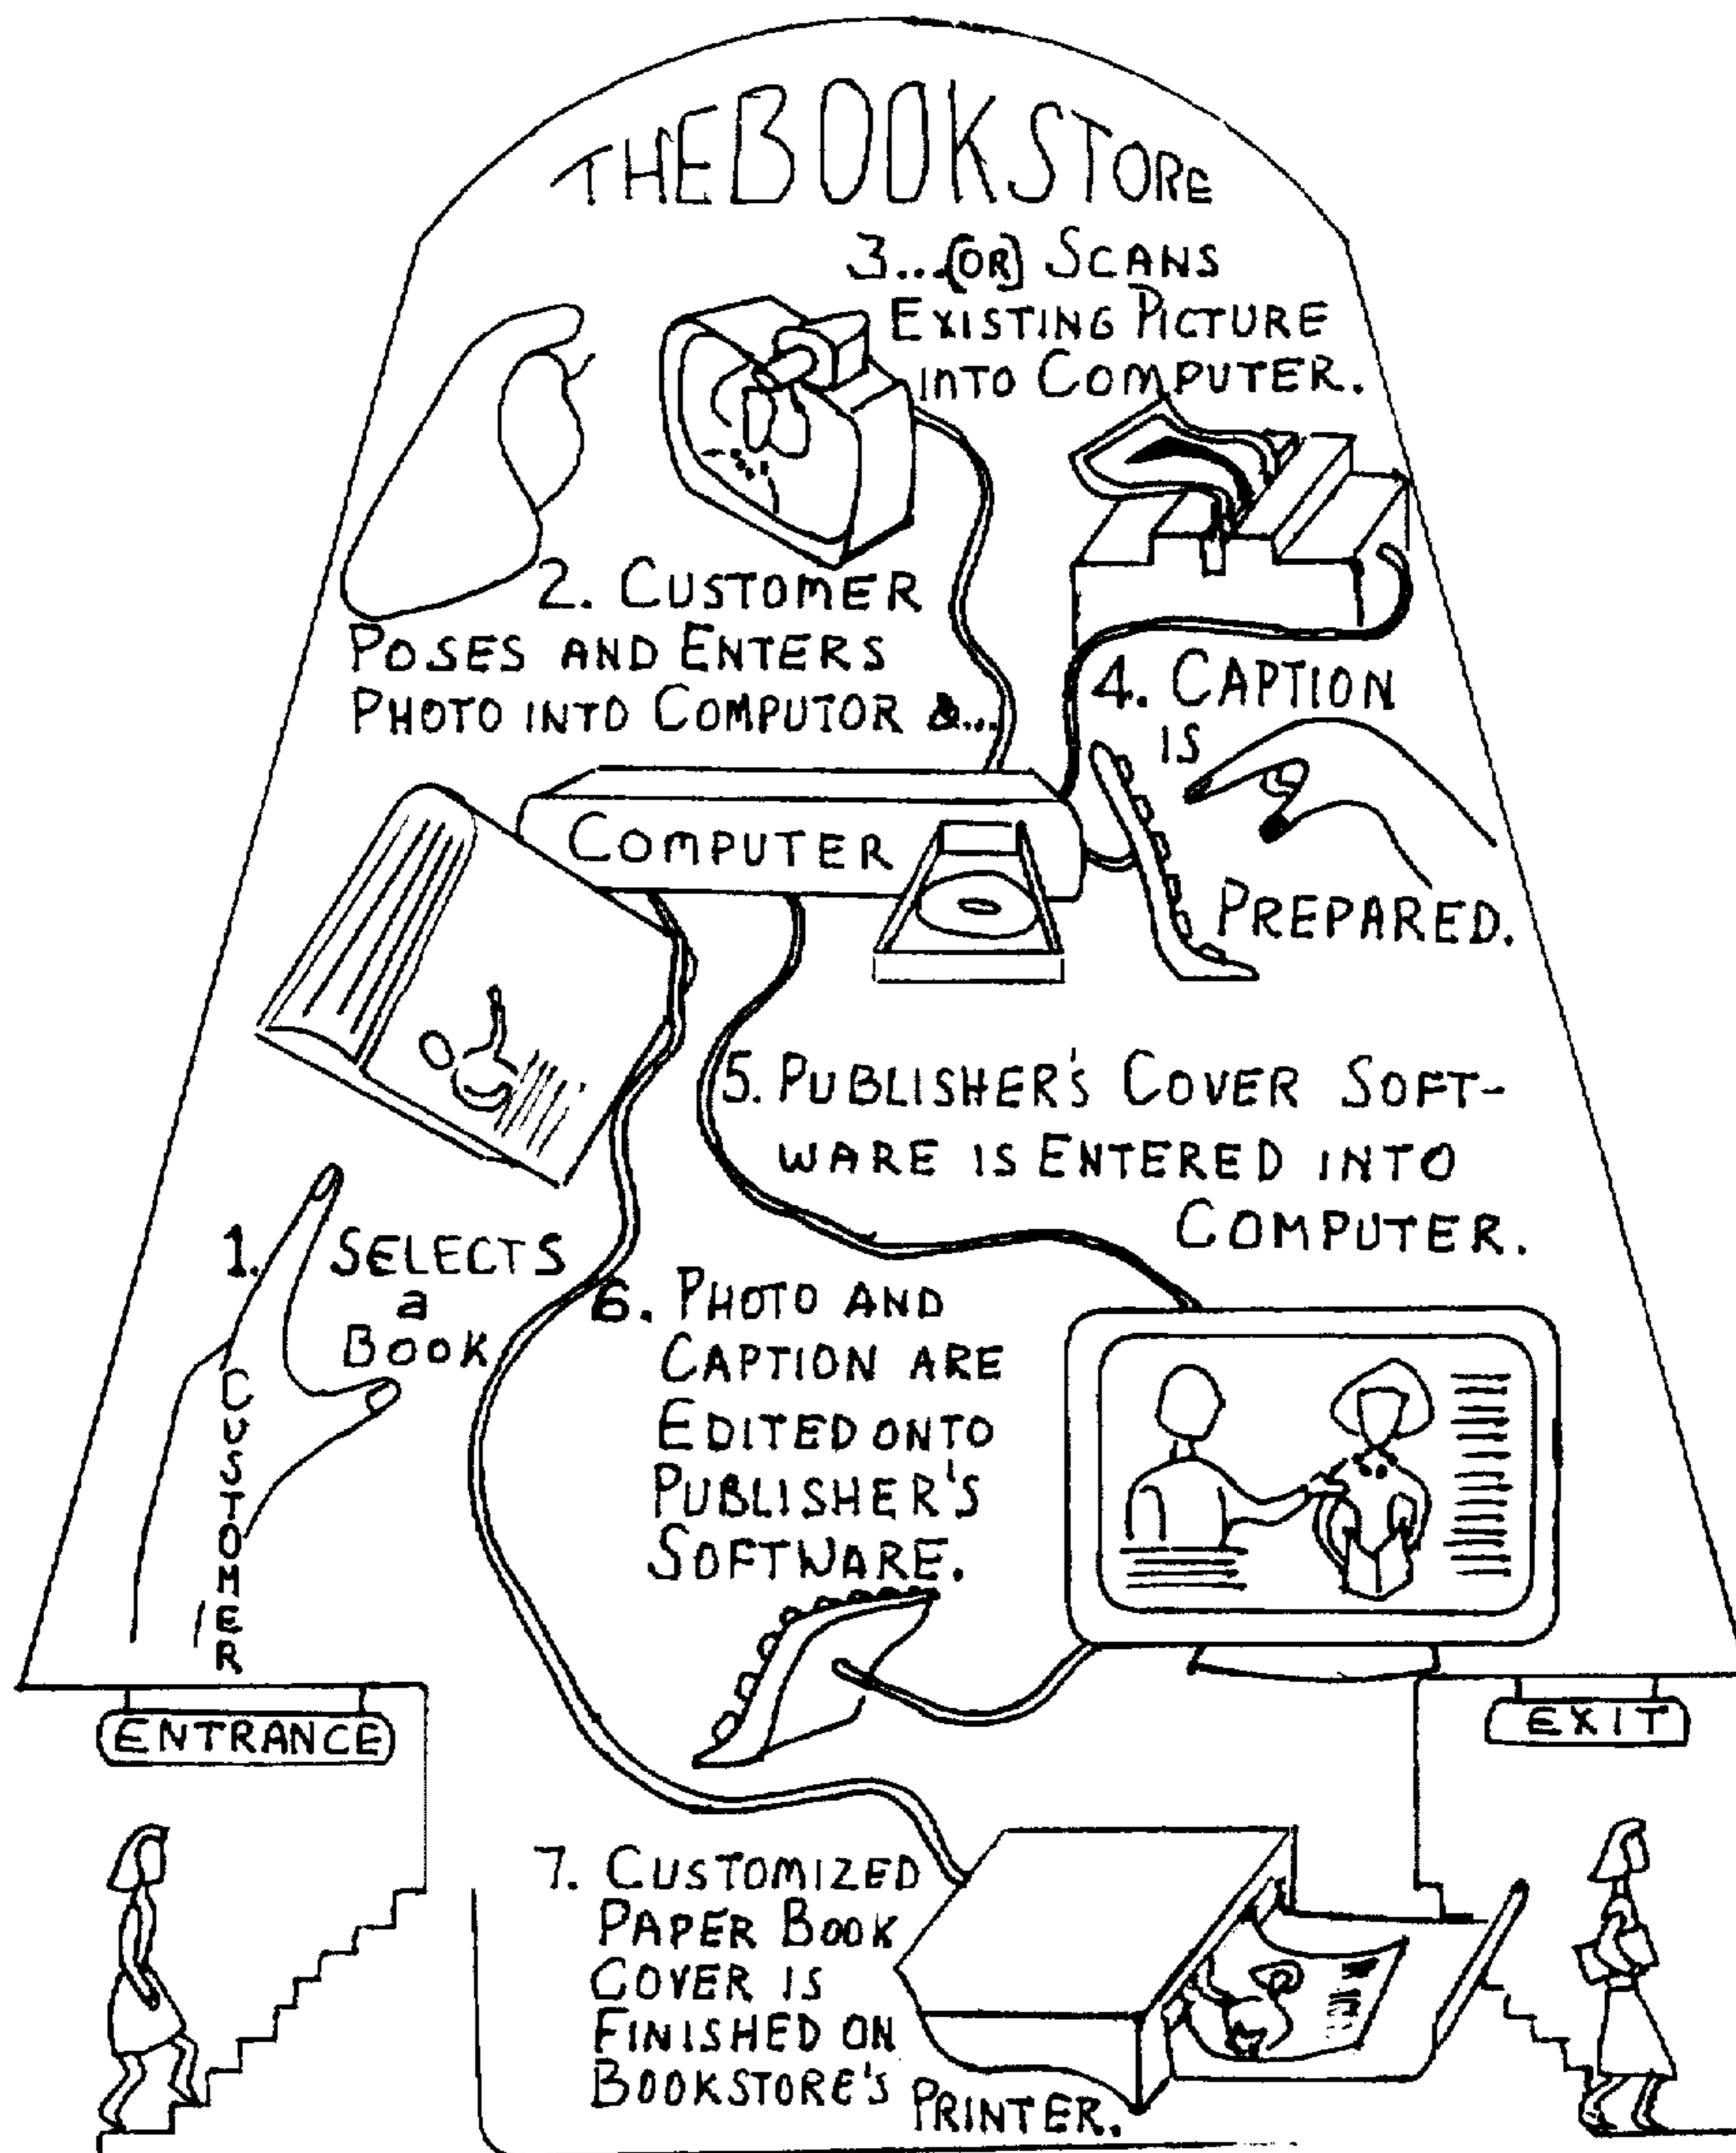 THE BOOKSTORE
3...(OR) SCANS
EXISTING PICTURE
INTO COMPUTER.
2. CUSTOMER
POSES AND ENTERS
PHOTO INTO COMPUTOR &...
4. CAPTION
IS
PREPARED.
COMPUTER
5. PUBLISHER'S COVER SOFT-
WARE IS ENTERED INTO
COMPUTER.
1. SELECTS
a
BOOK
CUSTOMER
6. PHOTO AND
CAPTION ARE
EDITED ONTO
PUBLISHER'S
SOFTWARE.
ENTRANCE
EXIT
7. CUSTOMIZED
PAPER BOOK
COVER IS
FINISHED ON
BOOKSTORE'S PRINTER.